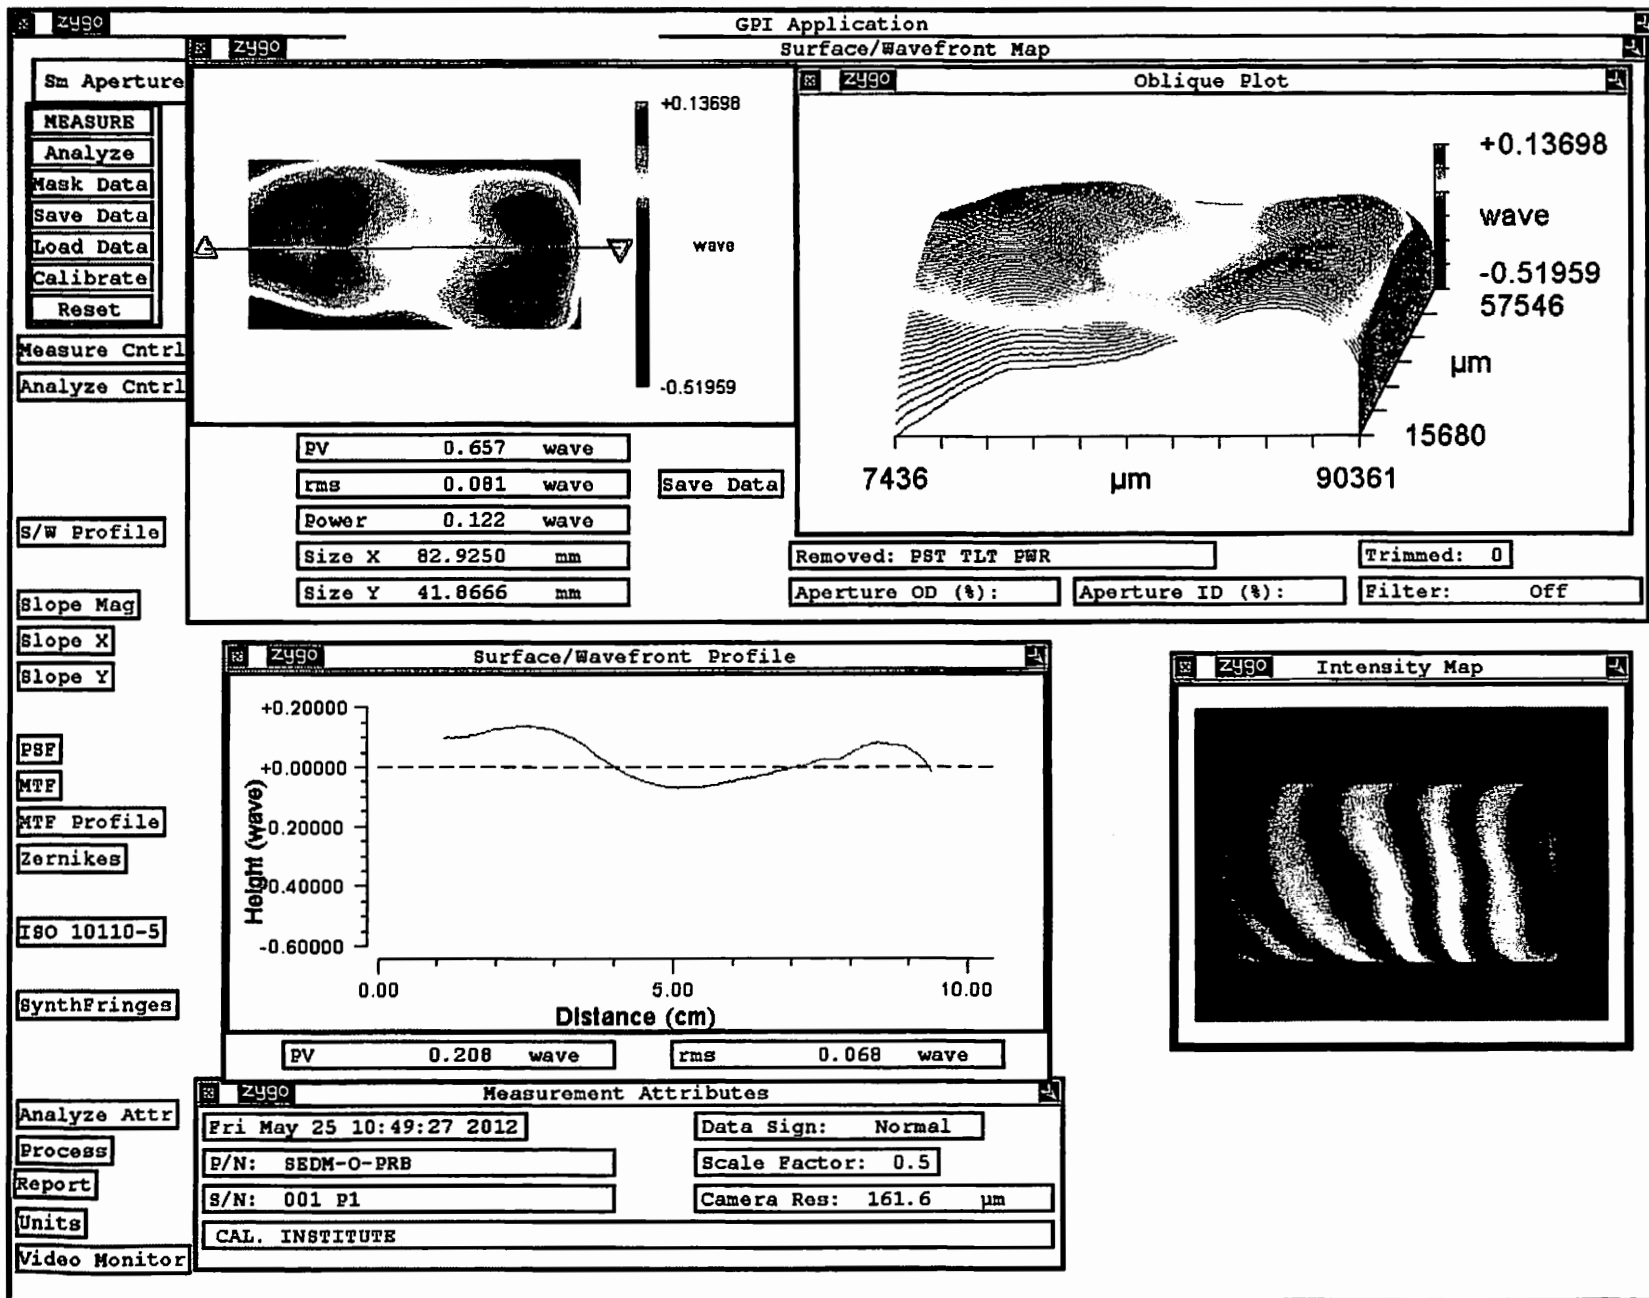 zygo GPI Application
zygo Surface/Wavefront Map
Sm Aperture
MEASURE
Analyze
Mask Data
Save Data
Load Data
Calibrate
Reset
Measure Cntrl
Analyze Cntrl
S/W Profile
Slope Mag
Slope X
Slope Y
PSF
MTF
MTF Profile
Zernikes
ISO 10110-5
SynthFringes
Analyze Attr
Process
Report
Units
Video Monitor
+0.13698
wave
-0.51959
PV 0.657 wave
rms 0.081 wave
Power 0.122 wave
Size X 82.9250 mm
Size Y 41.8666 mm
Save Data
zygo Oblique Plot
+0.13698
wave
-0.51959
57546
µm
15680
7436 µm 90361
Removed: PST TLT PWR
Trimmed: 0
Aperture OD (%):
Aperture ID (%):
Filter: Off
zygo Surface/Wavefront Profile
+0.20000
+0.00000
-0.20000
-0.40000
-0.60000
Height (wave)
0.00 5.00 10.00
Distance (cm)
PV 0.208 wave
rms 0.068 wave
zygo Intensity Map
zygo Measurement Attributes
Fri May 25 10:49:27 2012
Data Sign: Normal
P/N: SEDM-O-PRB
Scale Factor: 0.5
S/N: 001 P1
Camera Res: 161.6 µm
CAL. INSTITUTE